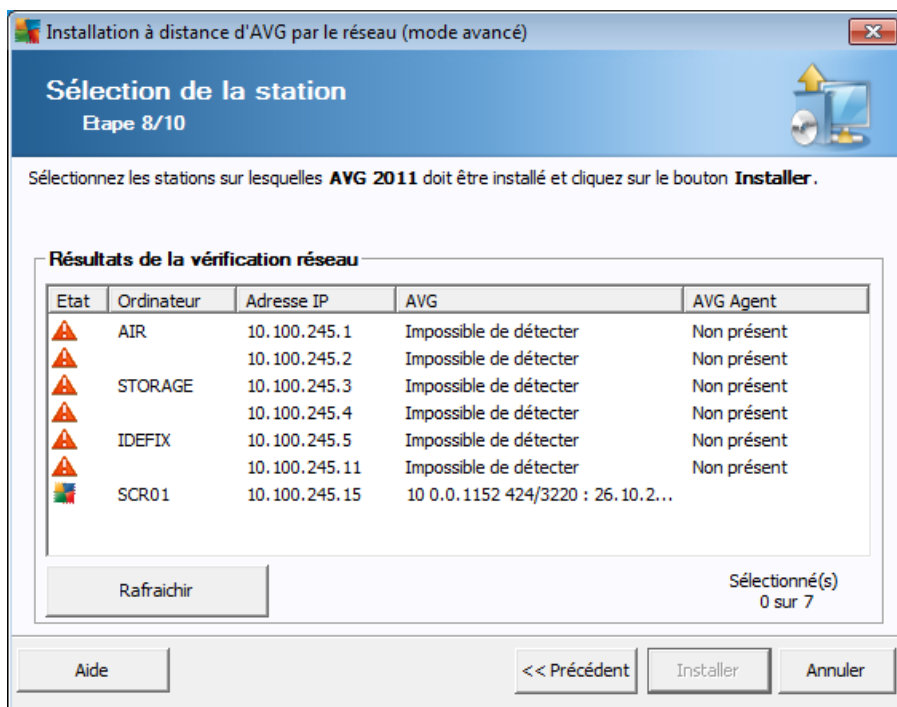 Installation à distance d'AVG par le réseau (mode avancé)
Sélection de la station
Etape 8/10
Sélectionnez les stations sur lesquelles AVG 2011 doit être installé et cliquez sur le bouton Installer.
Résultats de la vérification réseau
Etat Ordinateur Adresse IP AVG AVG Agent
AIR 10.100.245.1 Impossible de détecter Non présent
10.100.245.2 Impossible de détecter Non présent
STORAGE 10.100.245.3 Impossible de détecter Non présent
10.100.245.4 Impossible de détecter Non présent
IDEFIX 10.100.245.5 Impossible de détecter Non présent
10.100.245.11 Impossible de détecter Non présent
SCR01 10.100.245.15 10 0.0.1152 424/3220 : 26.10.2...
Rafraichir
Sélectionné(s)
0 sur 7
Aide
<< Précédent
Installer
Annuler